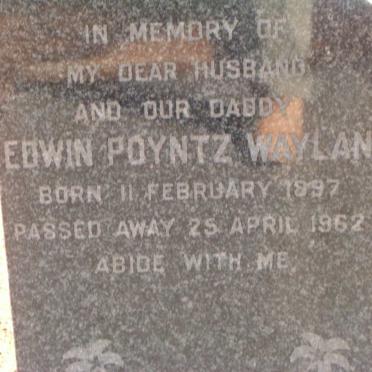 IN MEMORY OF
MY DEAR HUSBAND
AND OUR DADDY
EDWIN POYNTZ WAYLAN
BORN 11 FEBRUARY 1897
PASSED AWAY 25 APRIL 1962
ABIDE WITH ME